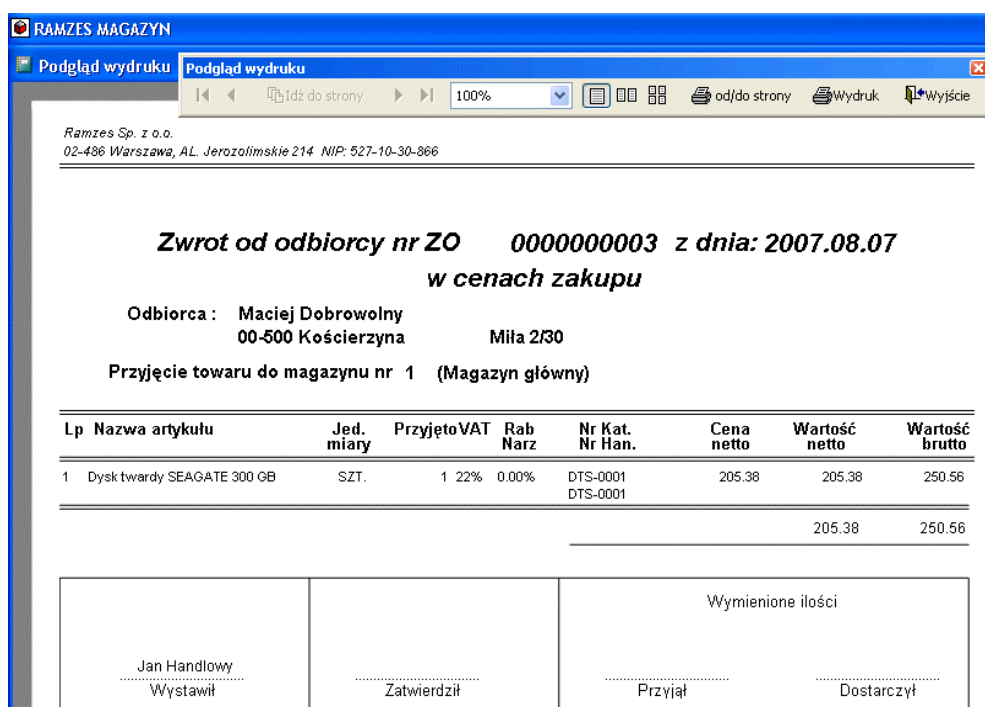 RAMZES MAGAZYN
Podgląd wydruku
Podgląd wydruku
Idź do strony 100% od/do strony Wydruk Wyjście
Ramzes Sp. z o.o.
02-486 Warszawa, AL. Jerozolimskie 214 NIP: 527-10-30-866
Zwrot od odbiorcy nr ZO 0000000003 z dnia: 2007.08.07
w cenach zakupu
Odbiorca : Maciej Dobrowolny
00-500 Kościerzyna Miła 2/30
Przyjęcie towaru do magazynu nr 1 (Magazyn główny)
Lp Nazwa artykułu Jed. Przyjęto VAT Rab Nr Kat. Cena Wartość Wartość
miary Narz Nr Han. netto netto brutto
1 Dysk twardy SEAGATE 300 GB SZT. 1 22% 0.00% DTS-0001 205.38 205.38 250.56
DTS-0001
205.38 250.56
Wymienione ilości
Jan Handlowy
Wystawił Zatwierdził Przyjął Dostarczył